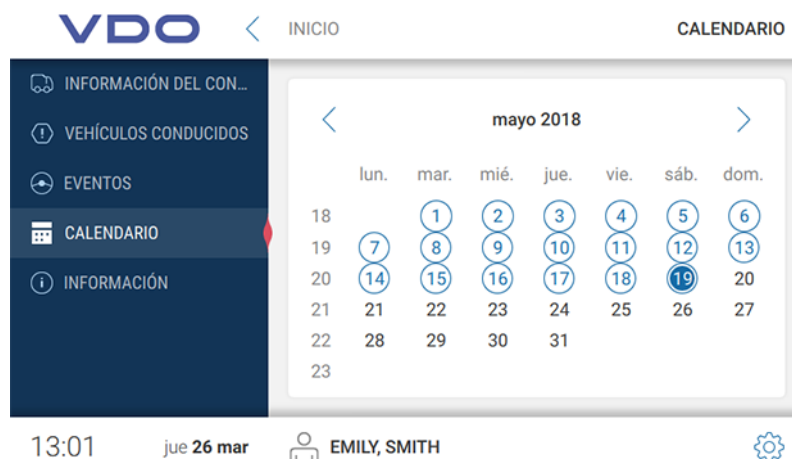 VDO
INICIO
CALENDARIO
INFORMACIÓN DEL CON...
VEHÍCULOS CONDUCIDOS
EVENTOS
CALENDARIO
INFORMACIÓN
mayo 2018
lun. mar. mié. jue. vie. sáb. dom.
18 1 2 3 4 5 6
19 7 8 9 10 11 12 13
20 14 15 16 17 18 19 20
21 21 22 23 24 25 26 27
22 28 29 30 31
23
13:01 jue 26 mar EMILY, SMITH